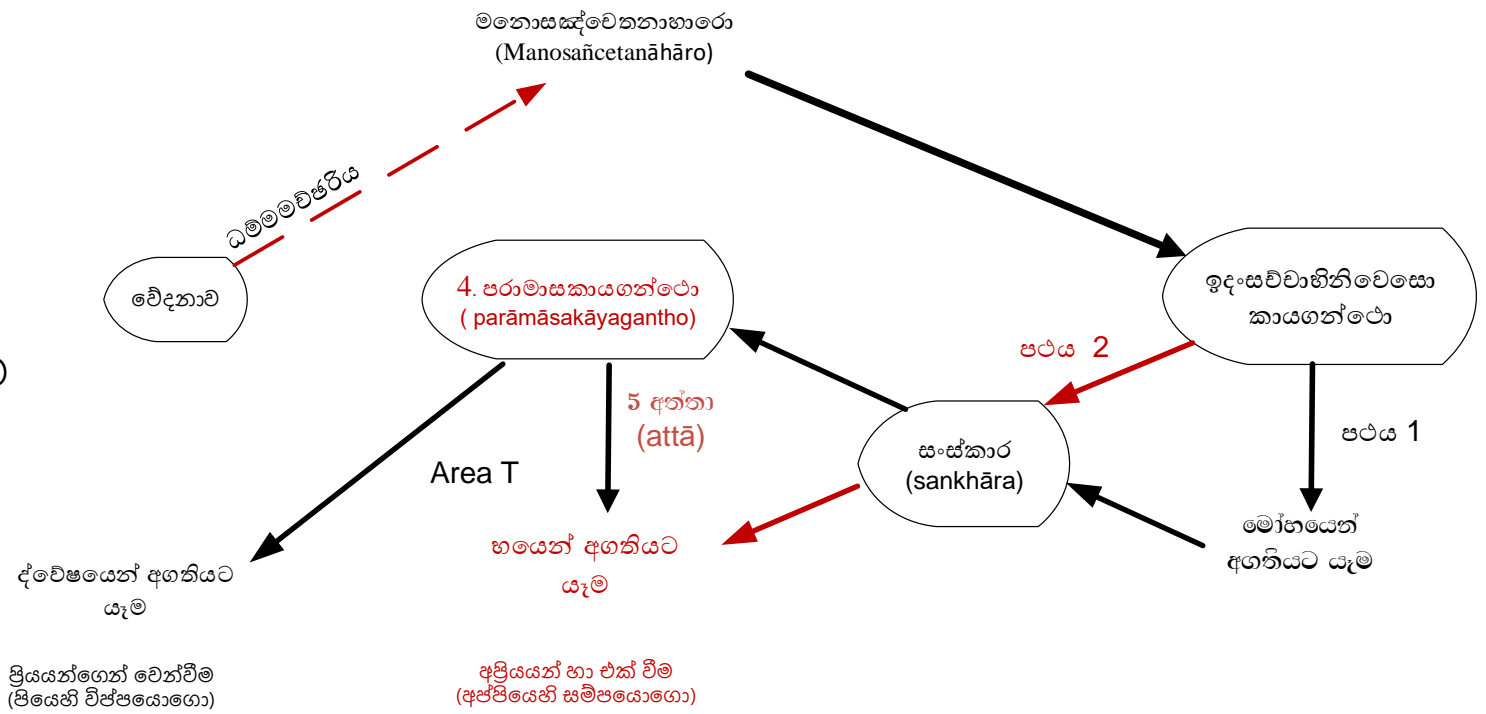 මනොසඤ්චෙතනාහාරො
(Manosañcetanāhāro)
ධම්මමච්ඡරිය
වේදනාව
4. පරාමාසකායගන්ථො
( parāmāsakāyagantho)
ඉදංසච්චාභිනිවෙසො
කායගන්ථො
පථය 2
)
5 අත්තා
(attā)
පථය 1
සංස්කාර
(sankhāra)
Area T
මෝහයෙන්
අගතියට යෑම
භයෙන් අගතියට
යෑම
ද්වේෂයෙන් අගතියට
යෑම
ප්‍රියයන්ගෙන් වෙන්වීම
(පියෙහි විප්පයොගො)
අප්‍රියයන් හා එක් වීම
(අප්පියෙහි සම්පයොගො)